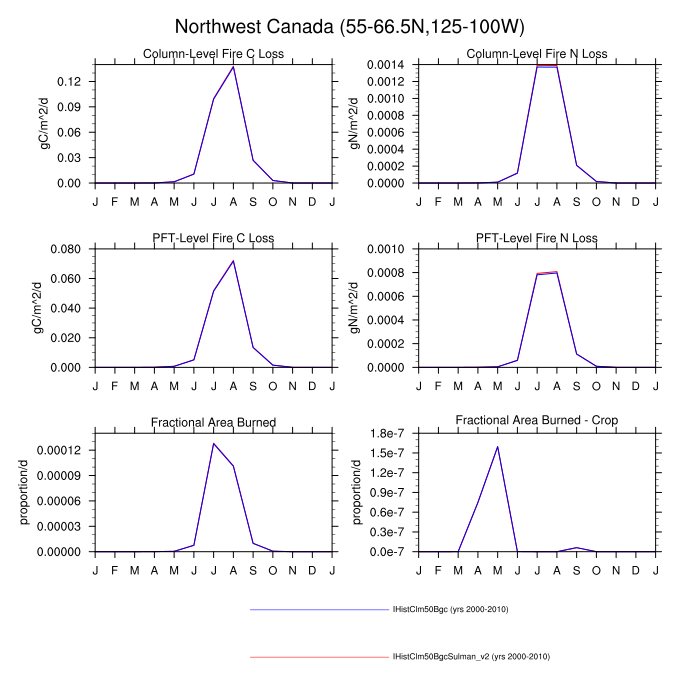 Northwest Canada (55-66.5N,125-100W)
Column-Level Fire C Loss
gC/m^2/d
0.12
0.09
0.06
0.03
0.00
J F M A M J J A S O N D J
Column-Level Fire N Loss
gN/m^2/d
0.0014
0.0012
0.0010
0.0008
0.0006
0.0004
0.0002
0.0000
J F M A M J J A S O N D J
PFT-Level Fire C Loss
gC/m^2/d
0.080
0.060
0.040
0.020
0.000
J F M A M J J A S O N D J
PFT-Level Fire N Loss
gN/m^2/d
0.0010
0.0008
0.0006
0.0004
0.0002
0.0000
J F M A M J J A S O N D J
Fractional Area Burned
proportion/d
0.00012
0.00009
0.00006
0.00003
0.00000
J F M A M J J A S O N D J
Fractional Area Burned - Crop
proportion/d
1.8e-7
1.5e-7
1.2e-7
0.9e-7
0.6e-7
0.3e-7
0.0e-7
J F M A M J J A S O N D J
IHistClm50Bgc (yrs 2000-2010)
IHistClm50BgcSulman_v2 (yrs 2000-2010)